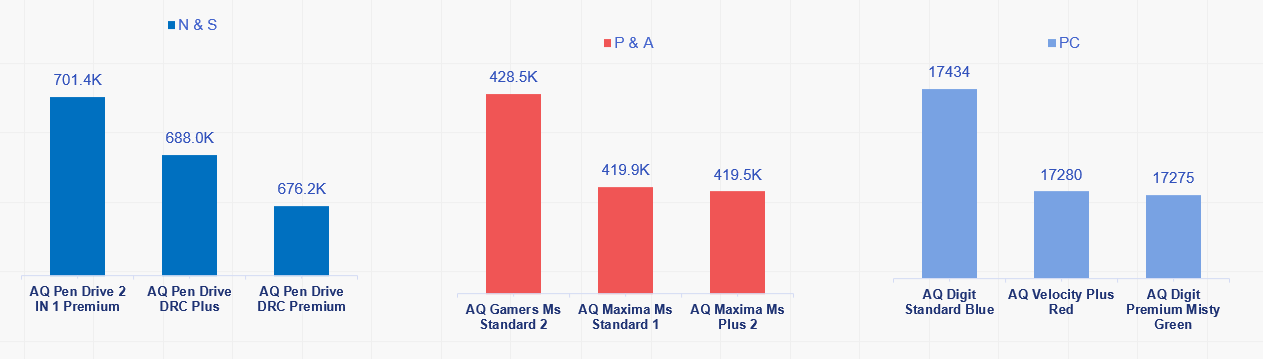 N & S
701.4K
688.0K
676.2K
AQ Pen Drive 2
IN 1 Premium
AQ Pen Drive
DRC Plus
AQ Pen Drive
DRC Premium
P & A
428.5K
419.9K
419.5K
AQ Gamers Ms
Standard 2
AQ Maxima Ms
Standard 1
AQ Maxima Ms
Plus 2
PC
17434
17280
17275
AQ Digit
Standard Blue
AQ Velocity Plus
Red
AQ Digit
Premium Misty
Green